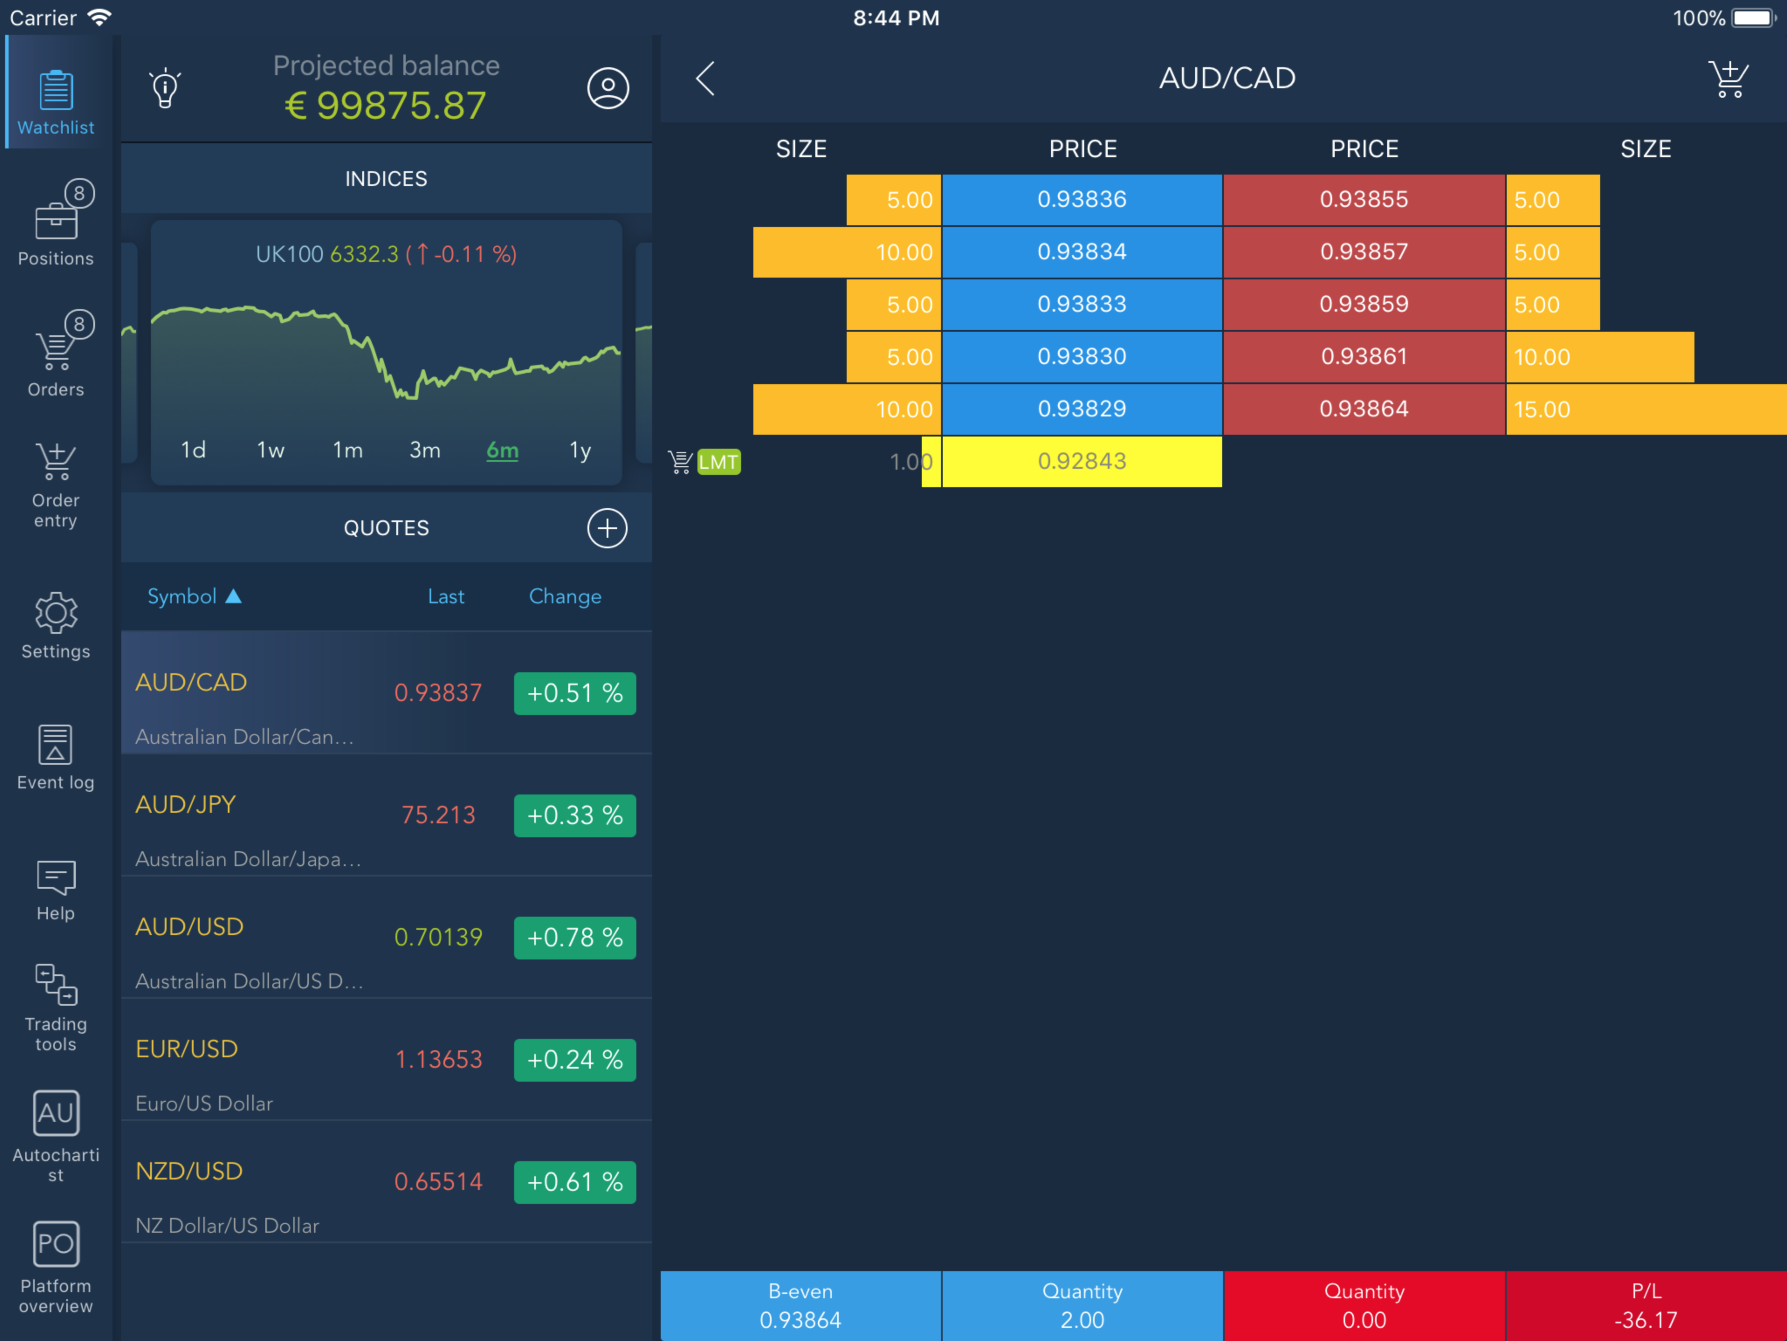 Carrier
8:44 PM
100%
Watchlist
8
Positions
8
Orders
Order
entry
Settings
Event log
Help
Trading
tools
AU
Autocharti
st
PO
Platform
overview
Projected balance
€ 99875.87
INDICES
UK100 6332.3 (↑ -0.11 %)
1d 1w 1m 3m 6m 1y
QUOTES
Symbol ▲ Last Change
AUD/CAD 0.93837 +0.51 %
Australian Dollar/Can...
AUD/JPY 75.213 +0.33 %
Australian Dollar/Japa...
AUD/USD 0.70139 +0.78 %
Australian Dollar/US D...
EUR/USD 1.13653 +0.24 %
Euro/US Dollar
NZD/USD 0.65514 +0.61 %
NZ Dollar/US Dollar
AUD/CAD
SIZE PRICE PRICE SIZE
5.00 0.93836 0.93855 5.00
10.00 0.93834 0.93857 5.00
5.00 0.93833 0.93859 5.00
5.00 0.93830 0.93861 10.00
10.00 0.93829 0.93864 15.00
LMT 1.00 0.92843
B-even Quantity Quantity P/L
0.93864 2.00 0.00 -36.17